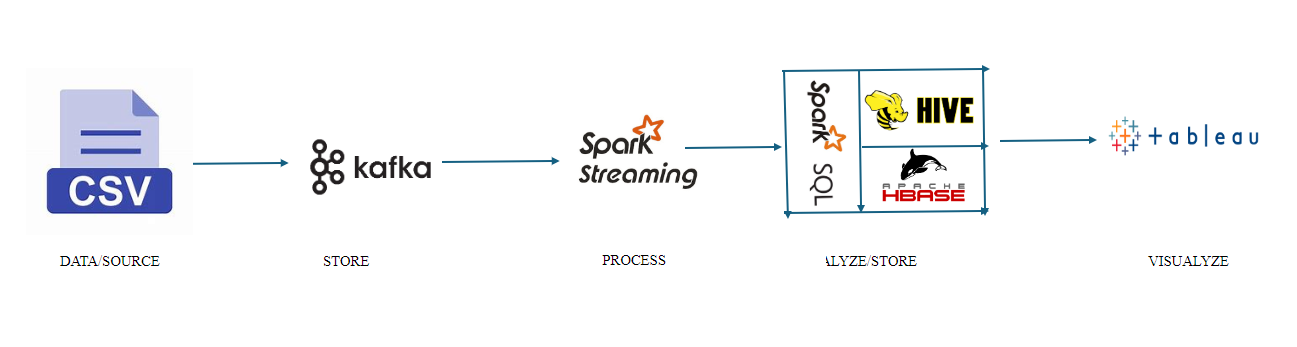 CSV
kafka
Spark
Streaming
Spark SQL
HIVE
APACHE
HBASE
tableau
DATA/SOURCE
STORE
PROCESS
ALYZE/STORE
VISUALYZE